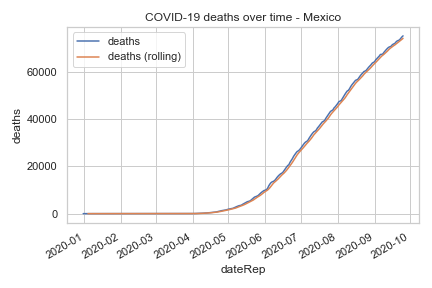 COVID-19 deaths over time - Mexico
deaths
deaths (rolling)
60000
40000
20000
0
deaths
2020-01
2020-02
2020-03
2020-04
2020-05
2020-06
2020-07
2020-08
2020-09
2020-10
dateRep